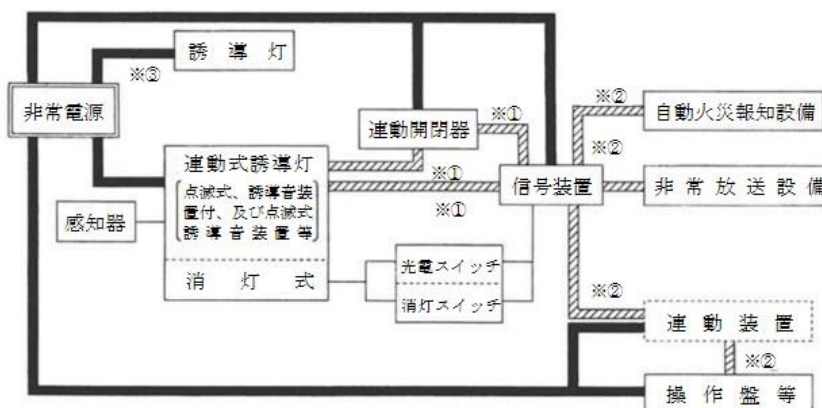 誘導灯
※③
非常電源
連動開閉器
※①
※②
自動火災報知設備
※②
連動式誘導灯
点滅式、誘導音装
置付、及び点滅式
誘導音装置等
※①
※①
信号装置
非常放送設備
感知器
消灯式
光電スイッチ
消灯スイッチ
※②
連動装置
※②
操作盤等